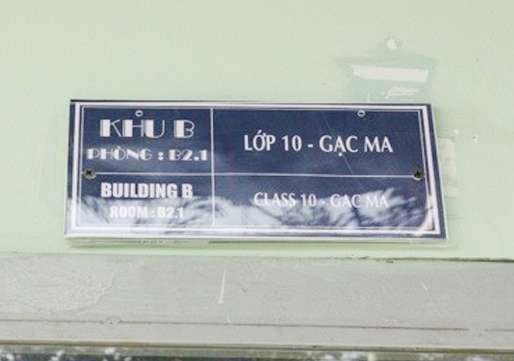 KHU B
PHÒNG : B2.1
LỚP 10 - GẠC MA
BUILDING B
ROOM : B2.1
CLASS 10 - GẠC MA